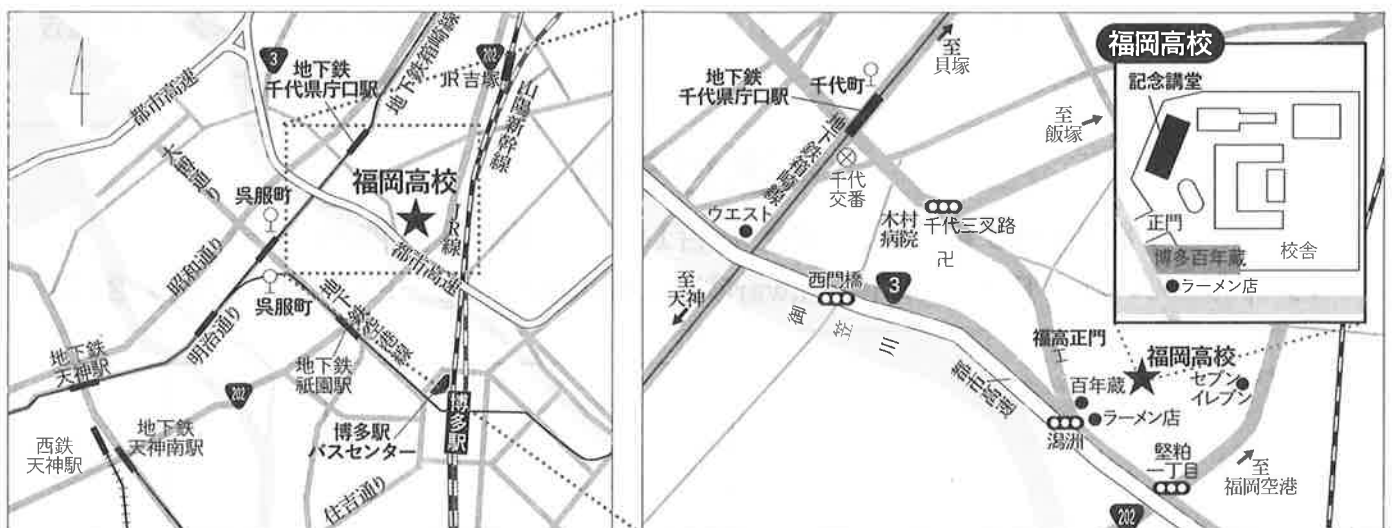 3
202
都市高速
地下鉄
千代県庁口駅
地下鉄箱崎線
JR吉塚
山陽新幹線
大博通り
呉服町
福岡高校
JR線
都市高速
昭和通り
呉服町
地下鉄空港線
明治通り
地下鉄
天神駅
地下鉄
祇園駅
202
博多駅
地下鉄
天神南駅
博多駅
バスセンター
西鉄
天神駅
住吉通り
至
貝塚
地下鉄
千代県庁口駅
千代町
至
飯塚
地下鉄箱崎線
千代
交番
ウエスト
木村
病院
千代三叉路
至
天神
西門橋
3
御笠川
福高正門
福岡高校
都市高速
百年蔵
セブン
イレブン
ラーメン店
潟洲
堅粕
一丁目
至
福岡空港
202
福岡高校
記念講堂
正門
校舎
博多百年蔵
ラーメン店